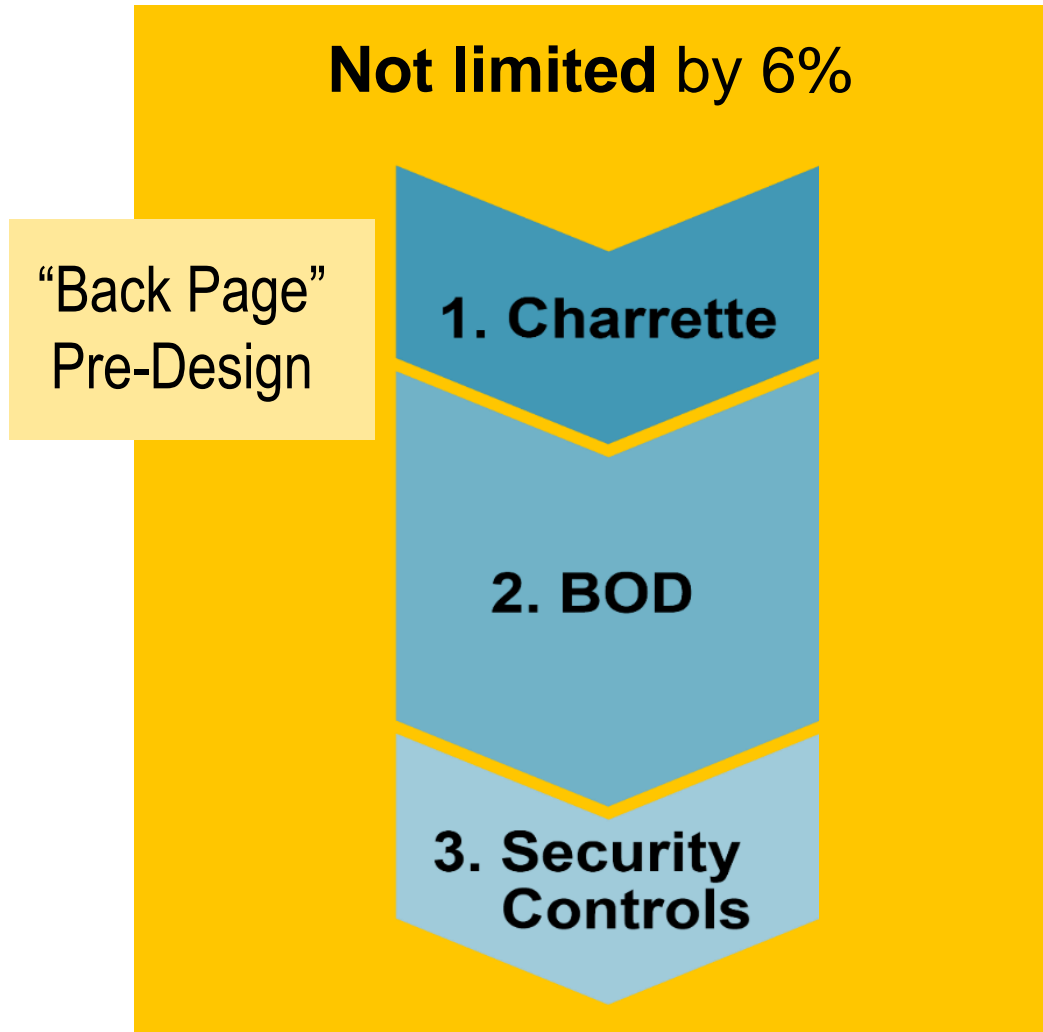 Not limited by 6%
“Back Page”
Pre-Design
1. Charrette
2. BOD
3. Security
Controls